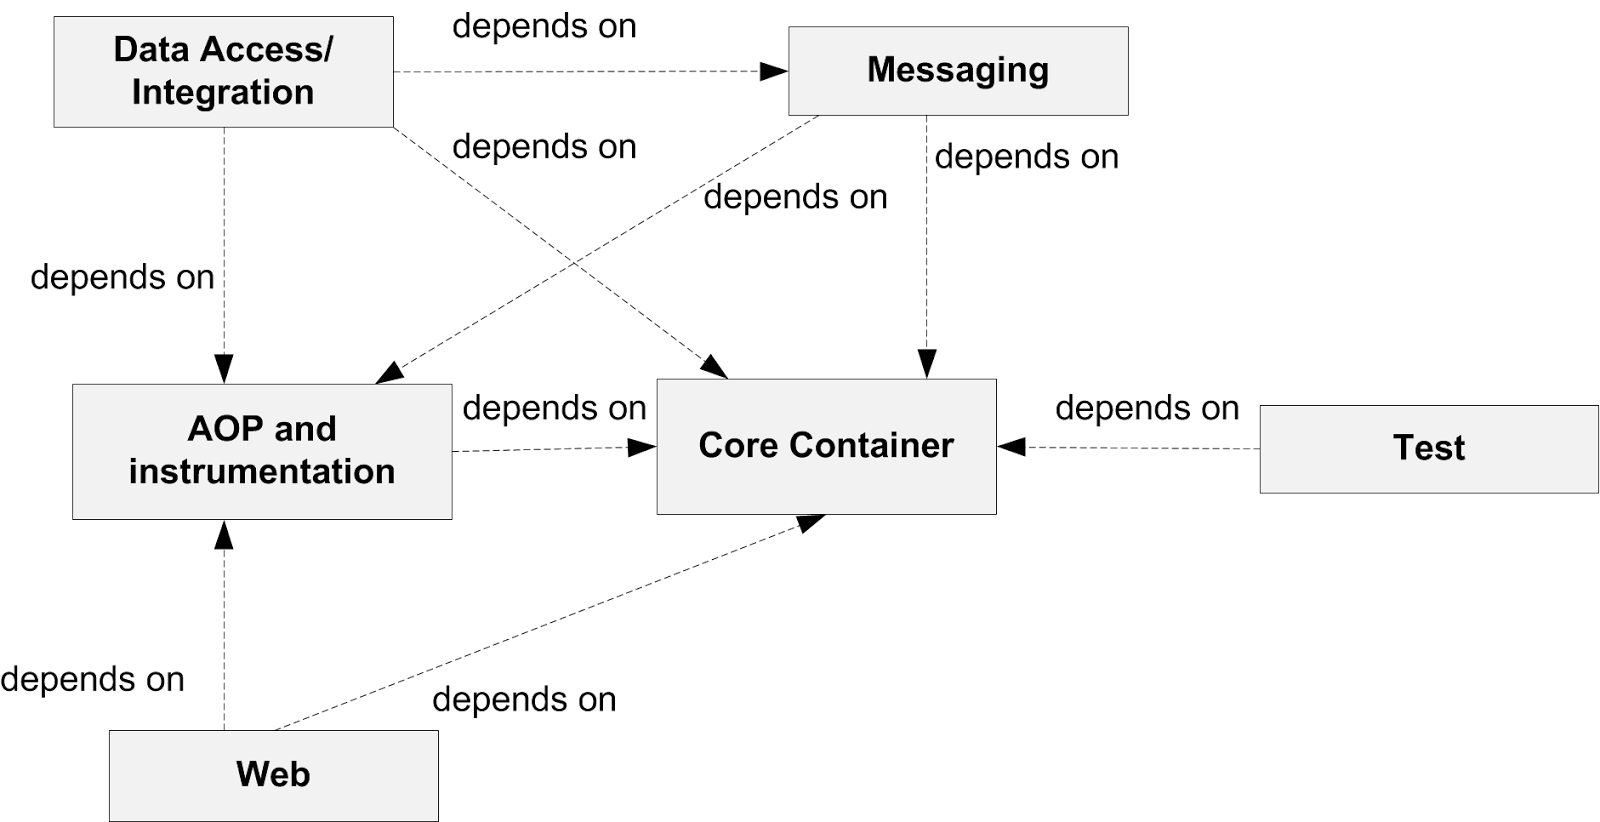 depends on
Data Access/
Integration
Messaging
depends on
depends on
depends on
depends on
depends on
depends on
AOP and
instrumentation
Core Container
Test
depends on
depends on
Web